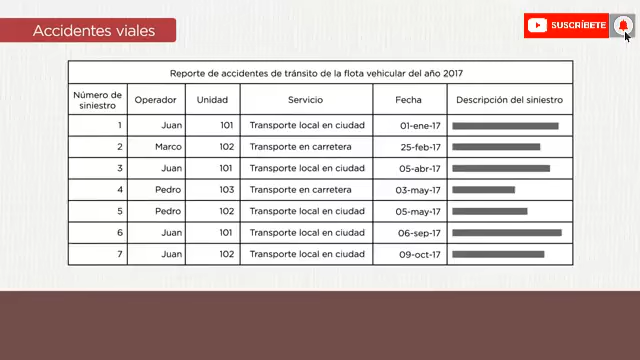 Accidentes viales
SUSCRÍBETE
Reporte de accidentes de tránsito de la flota vehicular del año 2017
Número de siniestro Operador Unidad Servicio Fecha Descripción del siniestro
1 Juan 101 Transporte local en ciudad 01-ene-17
2 Marco 102 Transporte en carretera 25-feb-17
3 Juan 101 Transporte local en ciudad 05-abr-17
4 Pedro 103 Transporte en carretera 03-may-17
5 Pedro 102 Transporte local en ciudad 05-may-17
6 Juan 101 Transporte local en ciudad 06-sep-17
7 Juan 102 Transporte local en ciudad 09-oct-17